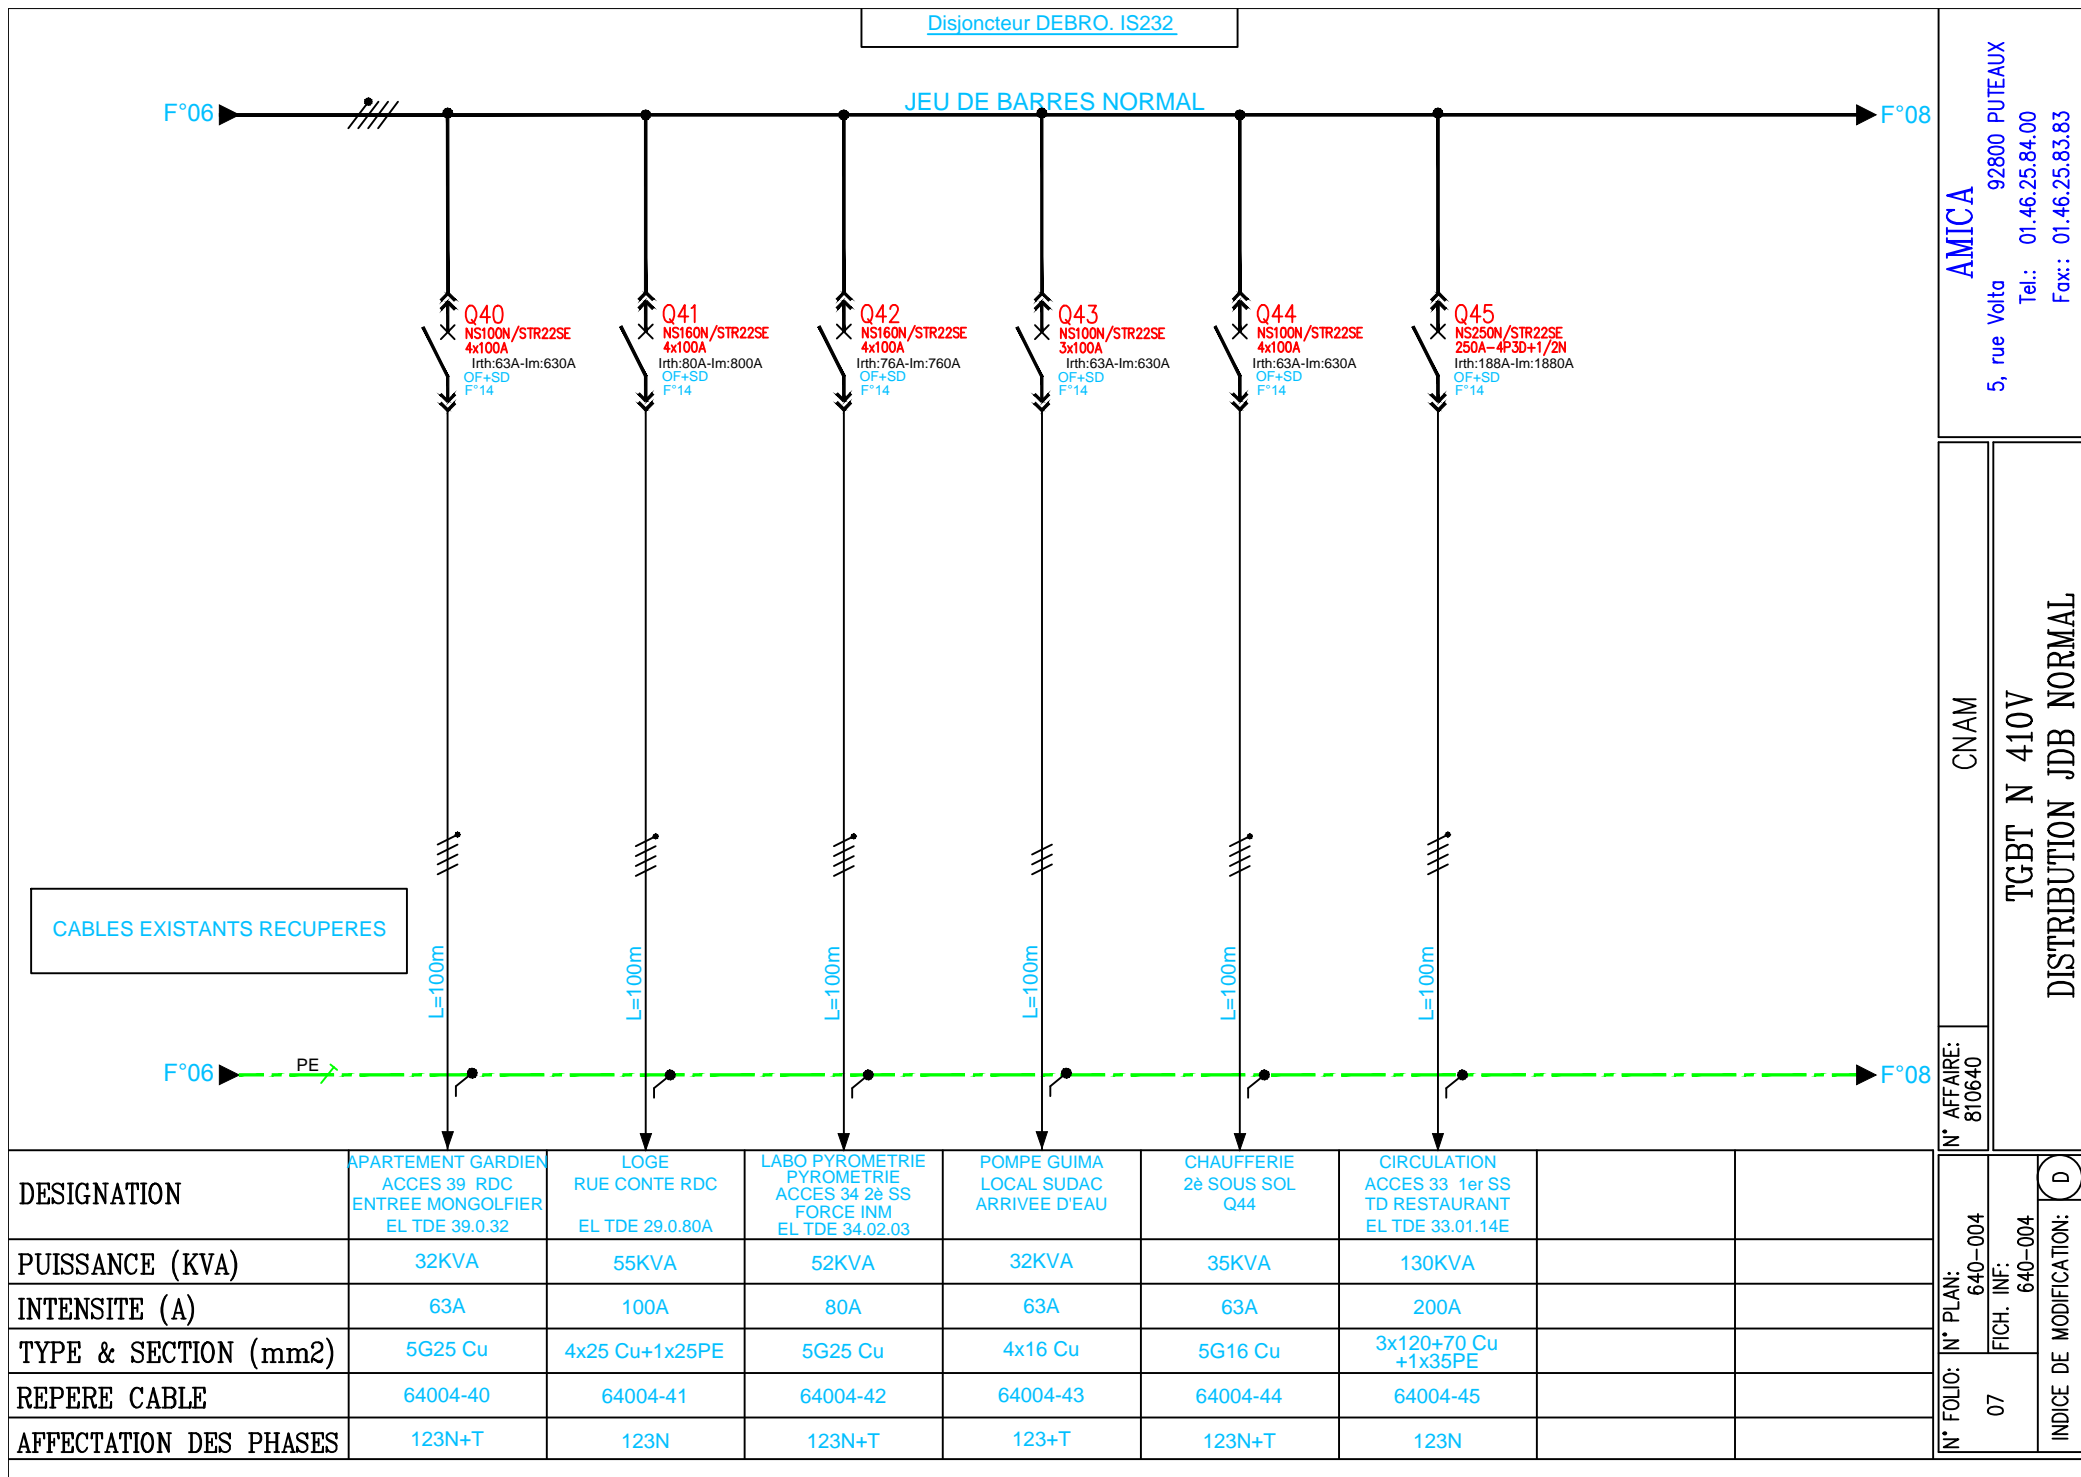 Disjoncteur DEBRO. IS232
JEU DE BARRES NORMAL
F°06
F°08
Q40
NS100N/STR22SE
4x100A
Irth:63A-Im:630A
OF+SD
F°14
Q41
NS160N/STR22SE
4x100A
Irth:80A-Im:800A
OF+SD
F°14
Q42
NS160N/STR22SE
4x100A
Irth:76A-Im:760A
OF+SD
F°14
Q43
NS100N/STR22SE
3x100A
Irth:63A-Im:630A
OF+SD
F°14
Q44
NS100N/STR22SE
4x100A
Irth:63A-Im:630A
OF+SD
F°14
Q45
NS250N/STR22SE
250A-4P3D+1/2N
Irth:188A-Im:1880A
OF+SD
F°14
CABLES EXISTANTS RECUPERES
L=100m
L=100m
L=100m
L=100m
L=100m
L=100m
F°06
PE
F°08
DESIGNATION
APARTEMENT GARDIEN
ACCES 39 RDC
ENTREE MONGOLFIER
EL TDE 39.0.32
LOGE
RUE CONTE RDC
EL TDE 29.0.80A
LABO PYROMETRIE
PYROMETRIE
ACCES 34 2è SS
FORCE INM
EL TDE 34.02.03
POMPE GUIMA
LOCAL SUDAC
ARRIVEE D'EAU
CHAUFFERIE
2è SOUS SOL
Q44
CIRCULATION
ACCES 33 1er SS
TD RESTAURANT
EL TDE 33.01.14E
PUISSANCE (KVA)
32KVA
55KVA
52KVA
32KVA
35KVA
130KVA
INTENSITE (A)
63A
100A
80A
63A
63A
200A
TYPE & SECTION (mm2)
5G25 Cu
4x25 Cu+1x25PE
5G25 Cu
4x16 Cu
5G16 Cu
3x120+70 Cu
+1x35PE
REPERE CABLE
64004-40
64004-41
64004-42
64004-43
64004-44
64004-45
AFFECTATION DES PHASES
123N+T
123N
123N+T
123+T
123N+T
123N
AMICA
5, rue Volta 92800 PUTEAUX
Tel.: 01.46.25.84.00
Fax:: 01.46.25.83.83
CNAM
TGBT N 410V
DISTRIBUTION JDB NORMAL
N° AFFAIRE:
810640
N° PLAN:
640-004
FICH. INF:
640-004
INDICE DE MODIFICATION:
D
N° FOLIO:
07